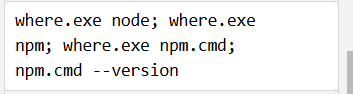 where.exe node; where.exe
npm; where.exe npm.cmd;
npm.cmd --version